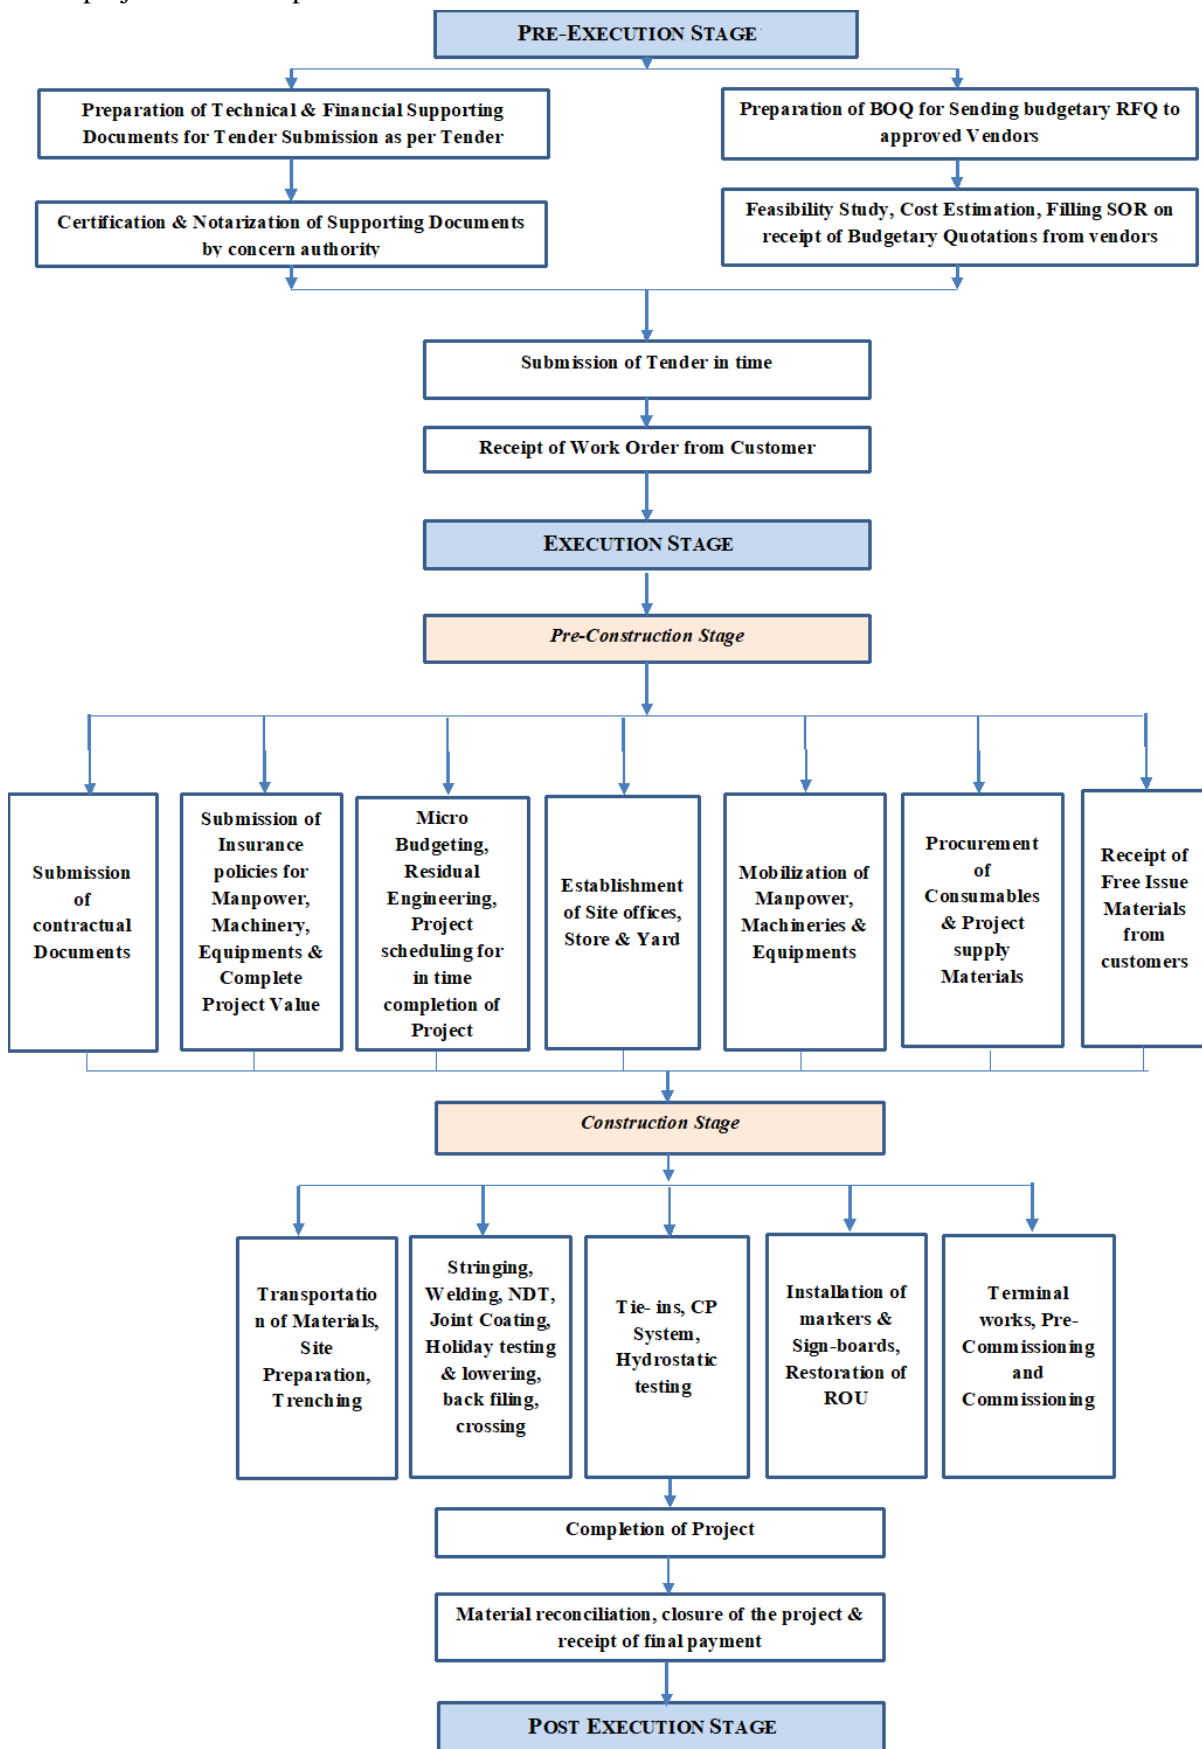 PRE-EXECUTION STAGE
Preparation of Technical & Financial Supporting
Documents for Tender Submission as per Tender
Preparation of BOQ for Sending budgetary RFQ to
approved Vendors
Certification & Notarization of Supporting Documents
by concern authority
Feasibility Study, Cost Estimation, Filling SOR on
receipt of Budgetary Quotations from vendors
Submission of Tender in time
Receipt of Work Order from Customer
EXECUTION STAGE
Pre-Construction Stage
Submission
of
contractual
Documents
Submission of
Insurance
policies for
Manpower,
Machinery,
Equipments &
Complete
Project Value
Micro
Budgeting,
Residual
Engineering,
Project
scheduling for
in time
completion of
Project
Establishment
of Site offices,
Store & Yard
Mobilization of
Manpower,
Machineries &
Equipments
Procurement
of
Consumables
& Project
supply
Materials
Receipt of
Free Issue
Materials
from
customers
Construction Stage
Transportatio
n of Materials,
Site
Preparation,
Trenching
Stringing,
Welding, NDT,
Joint Coating,
Holiday testing
& lowering,
back filing,
crossing
Tie- ins, CP
System,
Hydrostatic
testing
Installation of
markers &
Sign-boards,
Restoration of
ROU
Terminal
works, Pre-
Commissioning
and
Commissioning
Completion of Project
Material reconciliation, closure of the project &
receipt of final payment
POST EXECUTION STAGE